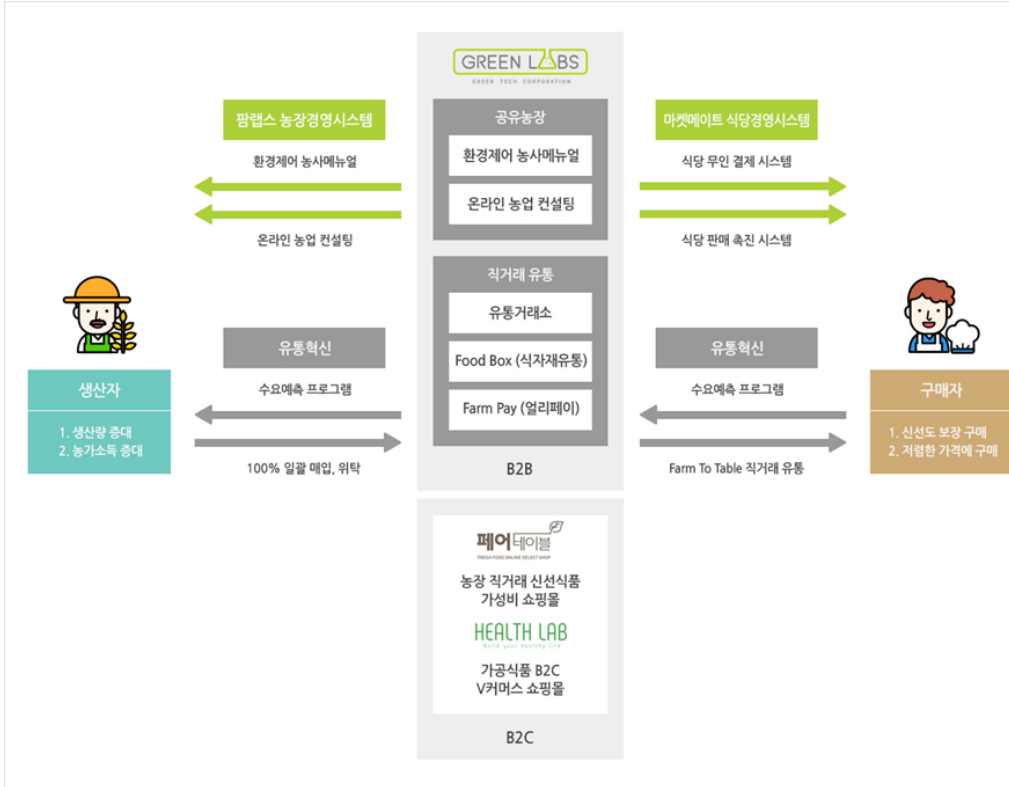 GREEN LABS
GREEN TECH CORPORATION
팜랩스 농장경영시스템
환경제어 농사메뉴얼
온라인 농업 컨설팅
공유농장
환경제어 농사메뉴얼
온라인 농업 컨설팅
마켓메이트 식당경영시스템
식당 무인 결제 시스템
식당 판매 촉진 시스템
생산자
1. 생산량 증대
2. 농가소득 증대
유통혁신
수요예측 프로그램
100% 일괄 매입, 위탁
직거래 유통
유통거래소
Food Box (식자재유통)
Farm Pay (얼리페이)
B2B
유통혁신
수요예측 프로그램
Farm To Table 직거래 유통
구매자
1. 신선도 보장 구매
2. 저렴한 가격에 구매
페어테이블
FRESH FOOD ONLINE SELECT SHOP
농장 직거래 신선식품
가성비 쇼핑몰
HEALTH LAB
Build your healthy life
가공식품 B2C
V커머스 쇼핑몰
B2C